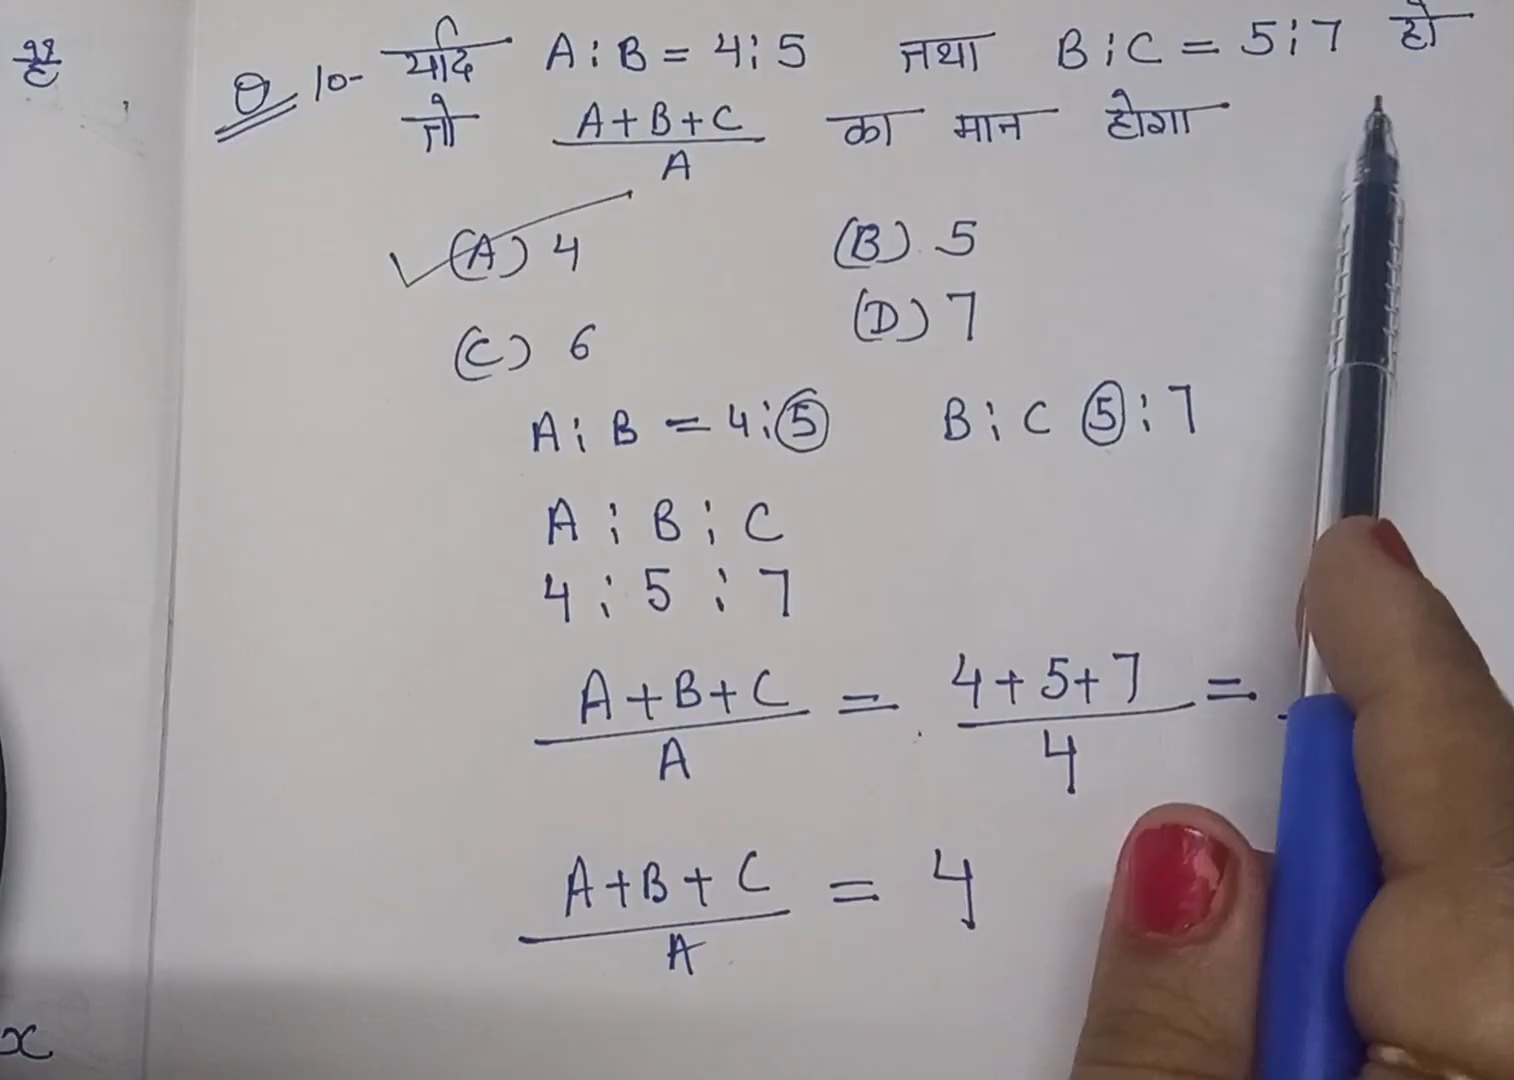 है
Q 10- यदि A:B = 4:5 तथा B:C = 5:7 हो
तो A+B+C/A का मान होगा
(A) 4 (B) 5
(C) 6 (D) 7
A:B = 4:5 B:C 5:7
A:B:C
4:5:7
A+B+C/A = 4+5+7/4 =
A+B+C/A = 4
x